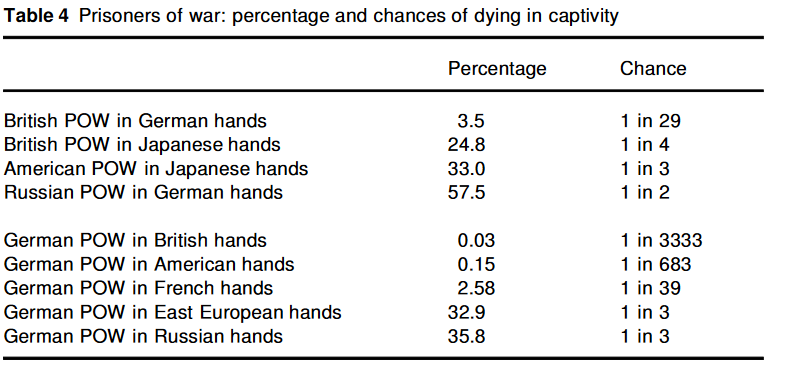 Table 4 Prisoners of war: percentage and chances of dying in captivity
Percentage Chance
British POW in German hands 3.5 1 in 29
British POW in Japanese hands 24.8 1 in 4
American POW in Japanese hands 33.0 1 in 3
Russian POW in German hands 57.5 1 in 2
German POW in British hands 0.03 1 in 3333
German POW in American hands 0.15 1 in 683
German POW in French hands 2.58 1 in 39
German POW in East European hands 32.9 1 in 3
German POW in Russian hands 35.8 1 in 3